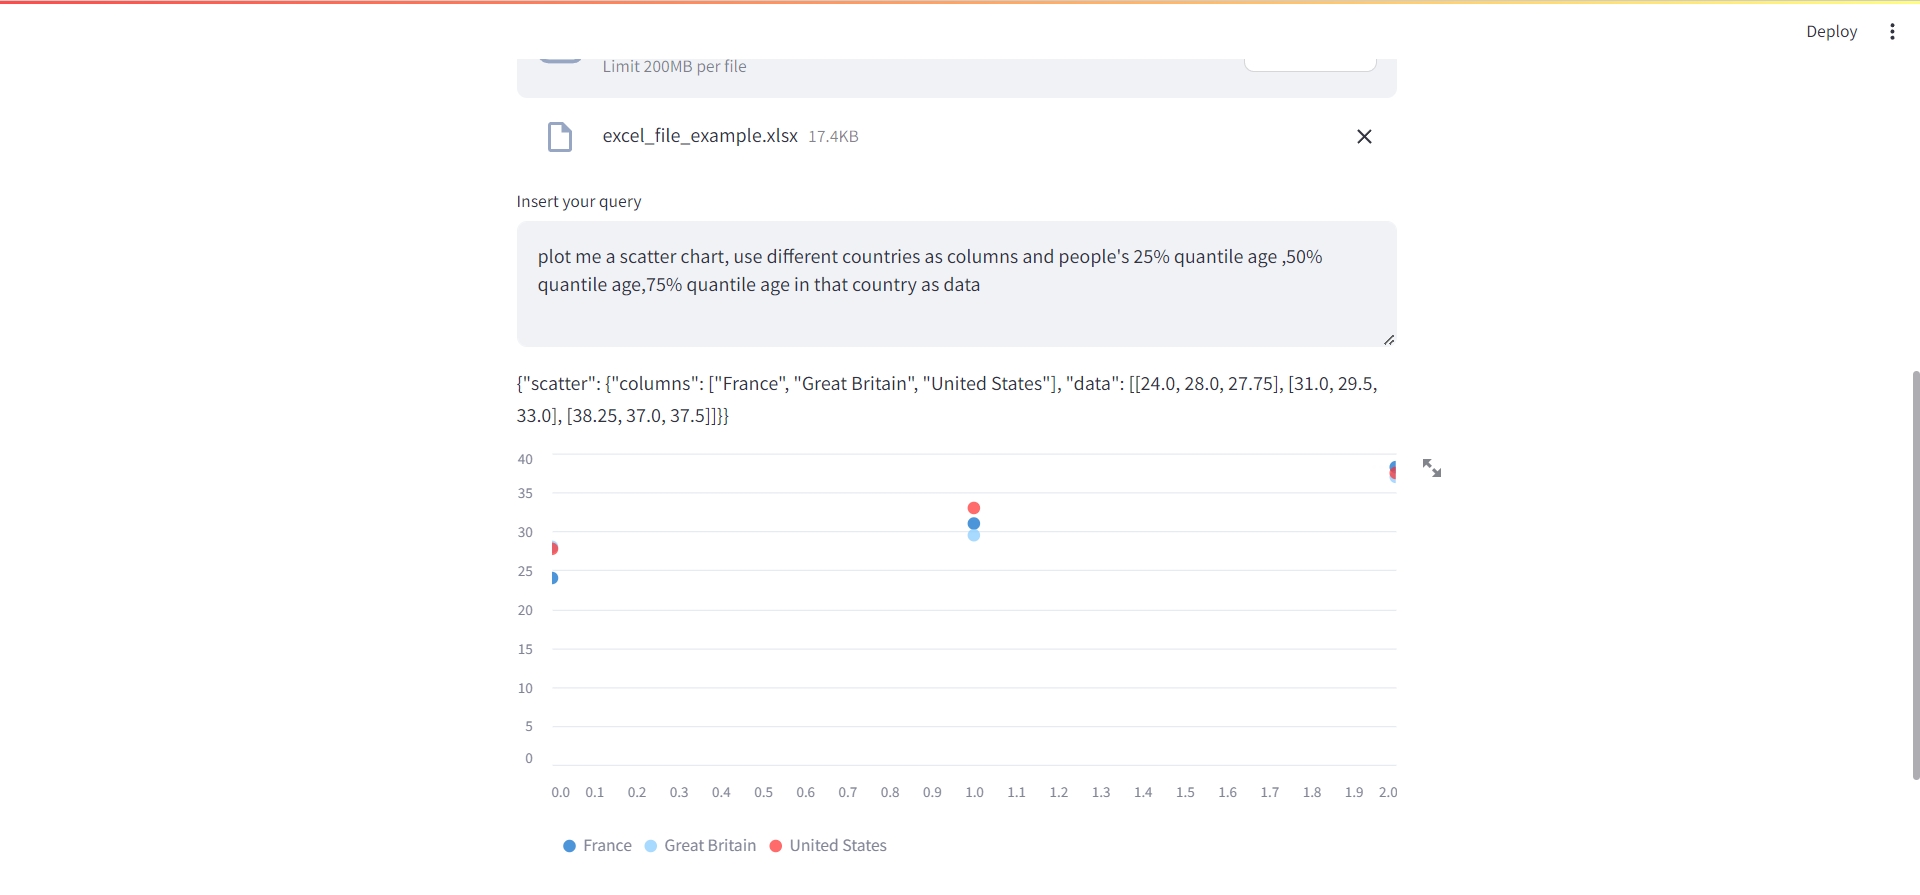 Deploy
Limit 200MB per file
excel_file_example.xlsx 17.4KB
Insert your query
plot me a scatter chart, use different countries as columns and people's 25% quantile age ,50%
quantile age,75% quantile age in that country as data
{"scatter": {"columns": ["France", "Great Britain", "United States"], "data": [[24.0, 28.0, 27.75], [31.0, 29.5,
33.0], [38.25, 37.0, 37.5]]}}
40
35
30
25
20
15
10
5
0
0.0 0.1 0.2 0.3 0.4 0.5 0.6 0.7 0.8 0.9 1.0 1.1 1.2 1.3 1.4 1.5 1.6 1.7 1.8 1.9 2.0
France Great Britain United States